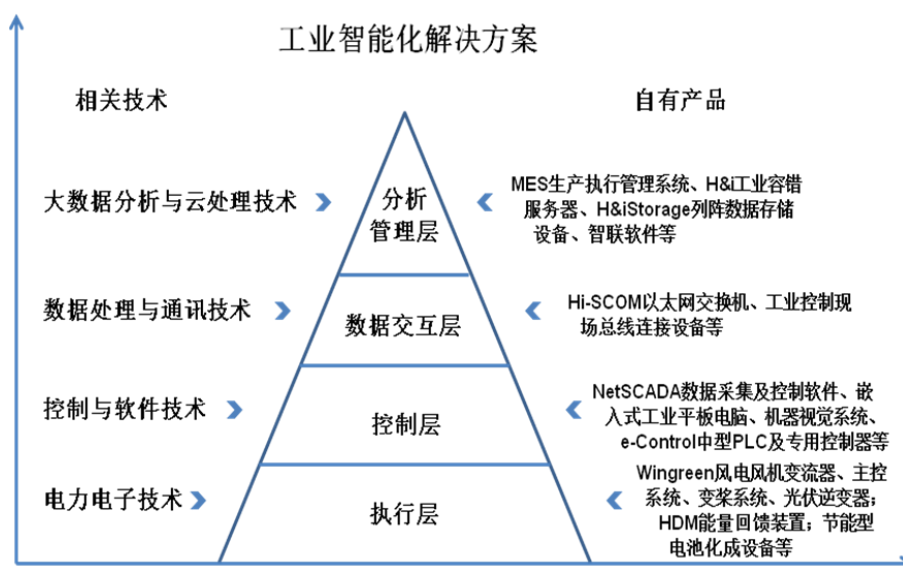 工业智能化解决方案
相关技术
自有产品
大数据分析与云处理技术
分析
管理层
MES生产执行管理系统、H&i工业容错
服务器、H&iStorage列阵数据存储
设备、智联软件等
数据处理与通讯技术
数据交互层
Hi-SCOM以太网交换机、工业控制现
场总线连接设备等
控制与软件技术
控制层
NetSCADA数据采集及控制软件、嵌
入式工业平板电脑、机器视觉系统、
e-Control中型PLC及专用控制器等
电力电子技术
执行层
Wingreen风电风机变流器、主控
系统、变桨系统、光伏逆变器；
HDM能量回馈装置；节能型
电池化成设备等